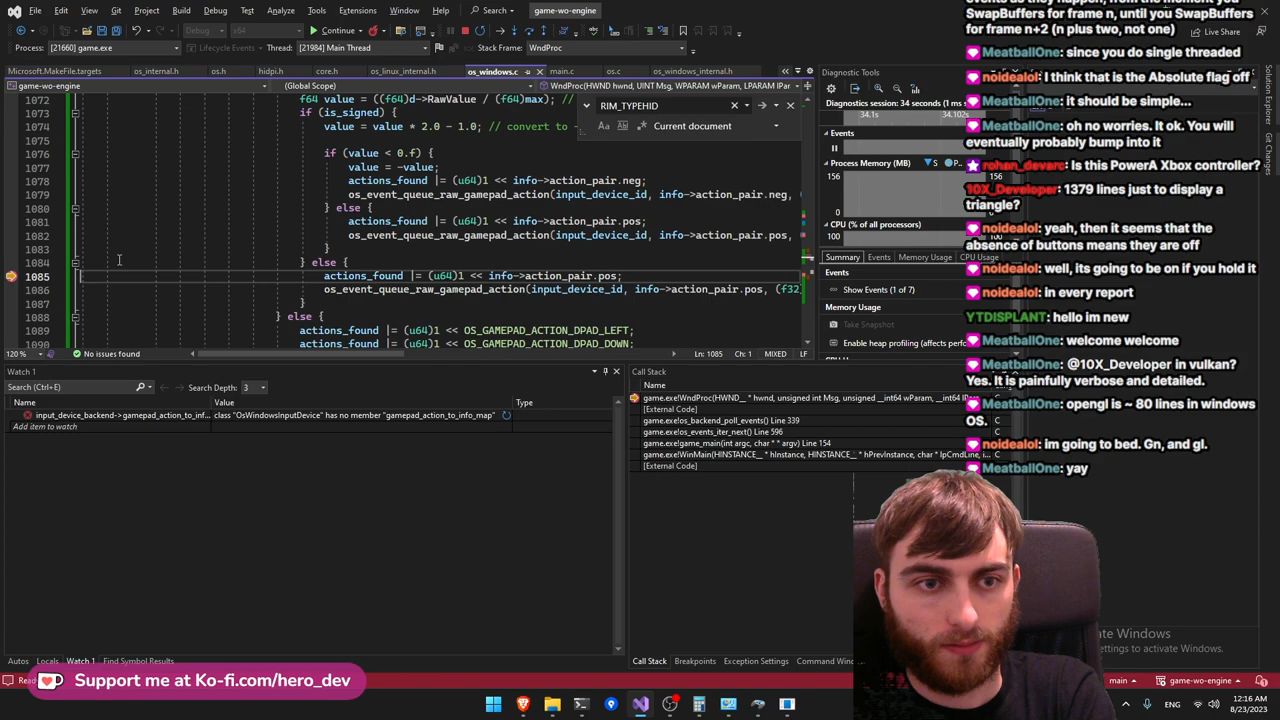 File Edit View Git Project Build Debug Test Analyze Tools Extensions Window Help Search game-wo-engine
Debug x64 Continue Live Share
Process: [21660] game.exe Lifecycle Events Thread: [21984] Main Thread Stack Frame: WndProc
Microsoft.MakeFile.targets os_internal.h os.h hidpi.h core.h os_linux_internal.h os_windows.c main.c os.c os_windows_internal.h
game-wo-engine (Global Scope) WndProc(HWND hwnd, UINT Msg, WPARAM wParam, LPARAM lPar
RIM_TYPEHID
Current document
1072 f64 value = ((f64)d->RawValue / (f64)max); //
1073 if (is_signed) {
1074 value = value * 2.0 - 1.0; // convert to -
1075
1076 if (value < 0.f) {
1077 value = -value;
1078 actions_found |= (u64)1 << info->action_pair.neg;
1079 os_event_queue_raw_gamepad_action(input_device_id, info->action_pair.neg,
1080 } else {
1081 actions_found |= (u64)1 << info->action_pair.pos;
1082 os_event_queue_raw_gamepad_action(input_device_id, info->action_pair.pos,
1083 }
1084 } else {
1085 actions_found |= (u64)1 << info->action_pair.pos;
1086 os_event_queue_raw_gamepad_action(input_device_id, info->action_pair.pos, (f32)
1087 }
1088 } else {
1089 actions_found |= (u64)1 << OS_GAMEPAD_ACTION_DPAD_LEFT;
actions_found |= (u64)1 << OS_GAMEPAD_ACTION_DPAD_DOWN;
120 % No issues found Ln: 1085 Ch: 1 MIXED LF
Diagnostic Tools
Diagnostics session: 34 seconds (1 ms s
34.1s 34.102s
Events
Process Memory (MB) S P..
156 156
0 0
CPU (% of all processors)
100 100
Summary Events Memory Usage CPU Usage
Events
Show Events (1 of 7)
Memory Usage
Take Snapshot
Enable heap profiling (affects perfo
Watch 1
Search (Ctrl+E) Search Depth: 3
Name Value Type
input_device_backend->gamepad_action_to_inf... class "OsWindowsInputDevice" has no member "gamepad_action_to_info_map"
Add item to watch
Autos Locals Watch 1 Find Symbol Results
Call Stack
Name
game.exe!WndProc(HWND__ * hwnd, unsigned int Msg, unsigned __int64 wParam, __int64 lPa
[External Code]
game.exe!os_backend_poll_events() Line 339 C
game.exe!os_events_iter_next() Line 596 C
game.exe!game_main(int argc, char * * argv) Line 154 C
game.exe!WinMain(HINSTANCE__ * hInstance, HINSTANCE__ * hPrevInstance, char * lpCmdLine, i... C
[External Code]
Call Stack Breakpoints Exception Settings Command Win
Solution Explorer
events as they happen, from the moment you
SwapBuffers for frame n, until you SwapBuffers
for frame n+2 (n plus two, not one)
MeatballOne: since you do single threaded
noidealol: I think that is the Absolute flag off
MeatballOne: it should be simple...
MeatballOne: oh no worries. It ok. You will
eventually probably bump into it
rohan_devarc: Is this PowerA Xbox controller?
10X_Developer: 1379 lines just to display a
triangle?
noidealol: yeah, then it seems that the
absence of buttons means they are off
noidealol: well, its going to be on if you hold it
noidealol: in every report
YTDISPLANT: hello im new
MeatballOne: welcome welcome
MeatballOne: @10X_Developer in vulkan?
Yes. It is painfully verbose and detailed.
MeatballOne: opengl is ~ 80 lines in windows
OS.
noidealol: im going to bed. Gn, and gl.
MeatballOne: yay
ate Windows
ettings to activate Windows.
Support me at Ko-fi.com/hero_dev
main game-wo-engine
12:16 AM
8/23/2023